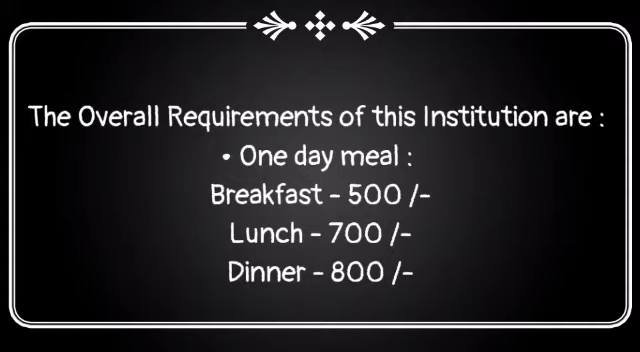 The Overall Requirements of this Institution are :
• One day meal :
Breakfast - 500 /-
Lunch - 700 /-
Dinner - 800 /-